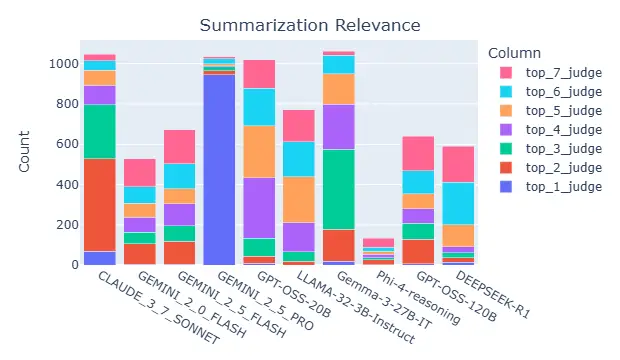 Summarization Relevance
Column
top_7_judge
top_6_judge
top_5_judge
top_4_judge
top_3_judge
top_2_judge
top_1_judge
Count
1000
800
600
400
200
0
CLAUDE_3_7_SONNET
GEMINI_2_0_FLASH
GEMINI_2_5_FLASH
GEMINI_2_5_PRO
GPT-OSS-20B
LLAMA-32-3B-Instruct
Gemma-3-27B-IT
Phi-4-reasoning
GPT-OSS-120B
DEEPSEEK-R1